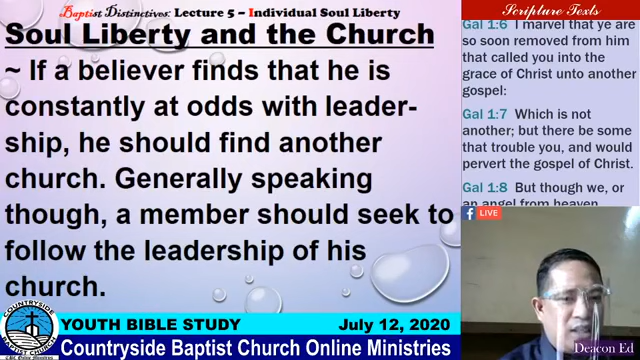 Baptist Distinctives: Lecture 5 – Individual Soul Liberty
Soul Liberty and the Church
~ If a believer finds that he is
constantly at odds with leader-
ship, he should find another
church. Generally speaking
though, a member should seek to
follow the leadership of his
church.
Scripture Texts
Gal 1:6 I marvel that ye are
so soon removed from him
that called you into the
grace of Christ unto another
gospel:
Gal 1:7 Which is not
another; but there be some
that trouble you, and would
pervert the gospel of Christ.
Gal 1:8 But though we, or
an angel from heaven,
f LIVE
Deacon Ed
COUNTRYSIDE
BAPTIST CHURCH
YOUTH BIBLE STUDY July 12, 2020
Countryside Baptist Church Online Ministries